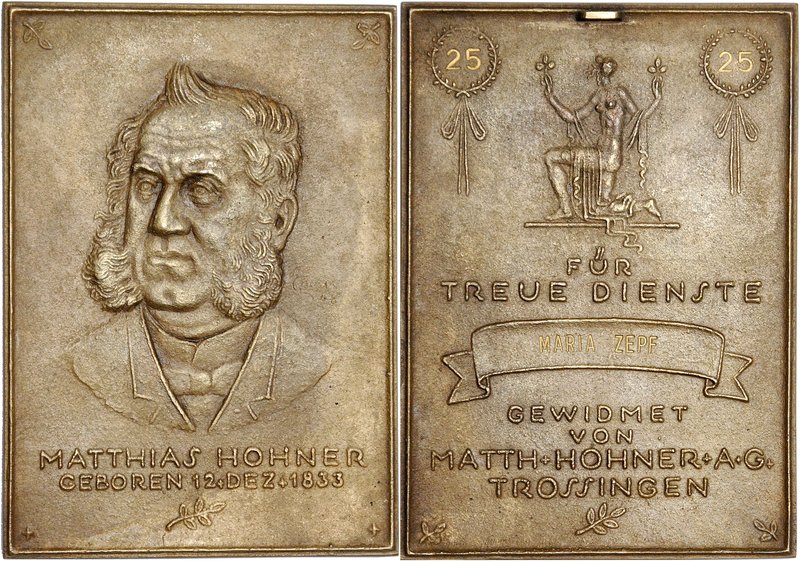 MATTHIAS HOHNER
GEBOREN 12+DEZ+1833
25 25
FÜR
TREUE DIENSTE
MARIA ZEPF
GEWIDMET
VON
MATTH+HOHNER+A·G+
TROSSINGEN